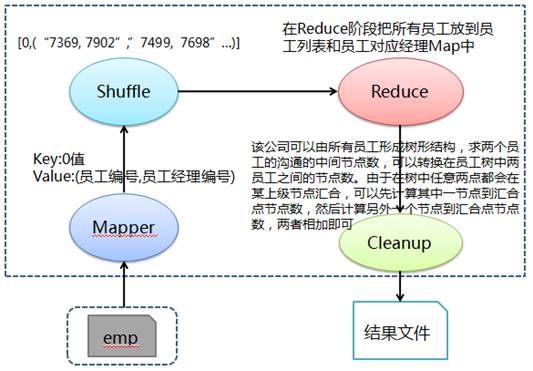 [0,(“7369, 7902”,”7499, 7698”...)]
在Reduce阶段把所有员工放到员
工列表和员工对应经理Map中
Shuffle
Reduce
Key:0值
Value:(员工编号,员工经理编号)
该公司可以由所有员工形成树形结构，求两个员
工的沟通的中间节点数，可以转换在员工树中两
员工之间的节点数。由于在树中任意两点都会在
某上级节点汇合，可以先计算其中一节点到汇合
点节点数，然后计算另外一个节点到汇合点节点
数，两者相加即可
Mapper
Cleanup
emp
结果文件